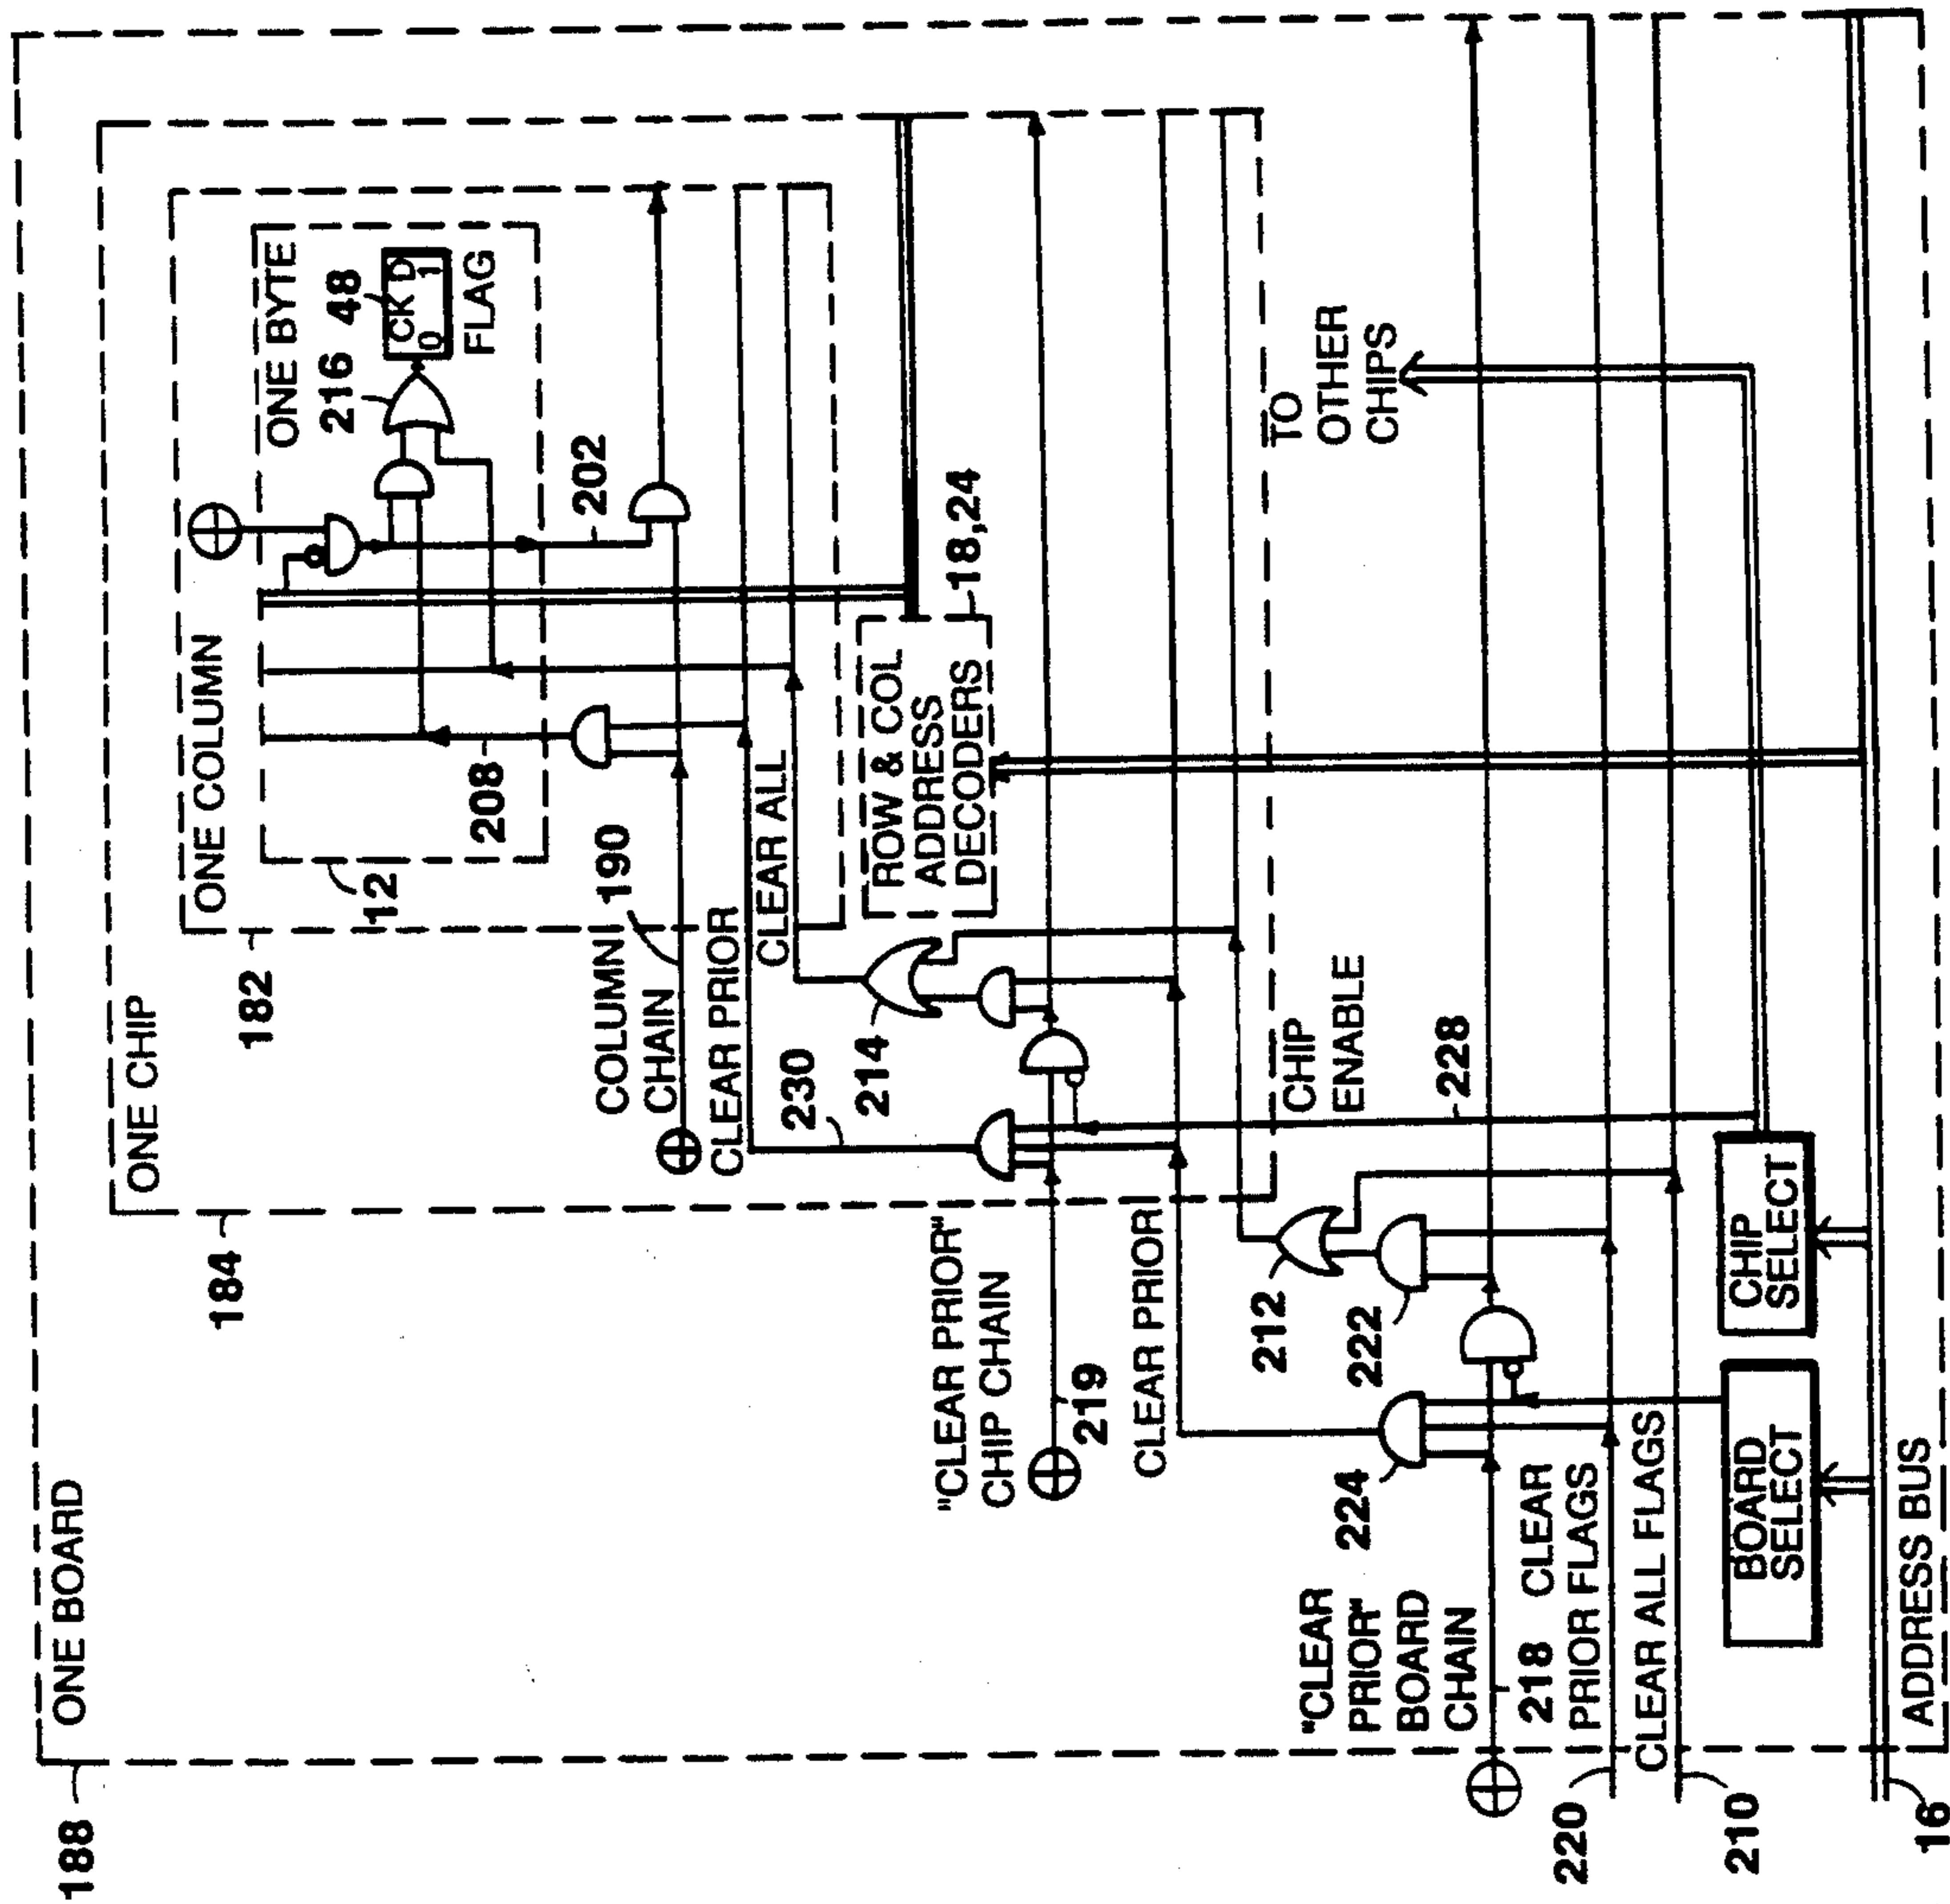 188
ONE BOARD
184
ONE CHIP
182
ONE COLUMN
12
ONE BYTE
216
48
CK D
0 1
FLAG
208
202
COLUMN
CHAIN
190
CLEAR PRIOR
CLEAR ALL
230
214
ROW & COL
ADDRESS
DECODERS
18,24
"CLEAR PRIOR"
CHIP CHAIN
219
CLEAR PRIOR
212
CHIP
ENABLE
228
TO
OTHER
CHIPS
222
224
"CLEAR
PRIOR"
BOARD
CHAIN
218
CLEAR
PRIOR FLAGS
220
CLEAR ALL FLAGS
210
BOARD
SELECT
CHIP
SELECT
ADDRESS BUS
16